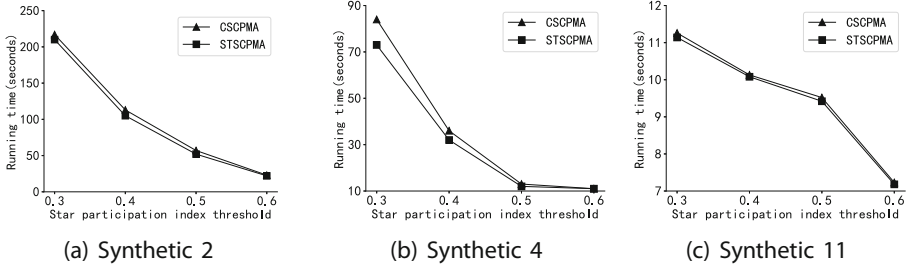 250
200
150
100
50
0
Running time(seconds)
CSCPMA
STSCPMA
0.3 0.4 0.5 0.6
Star participation index threshold
(a) Synthetic 2
90
70
50
30
10
Running time(seconds)
CSCPMA
STSCPMA
0.3 0.4 0.5 0.6
Star participation index threshold
(b) Synthetic 4
12
11
10
9
8
7
Running time(seconds)
CSCPMA
STSCPMA
0.3 0.4 0.5 0.6
Star participation index threshold
(c) Synthetic 11